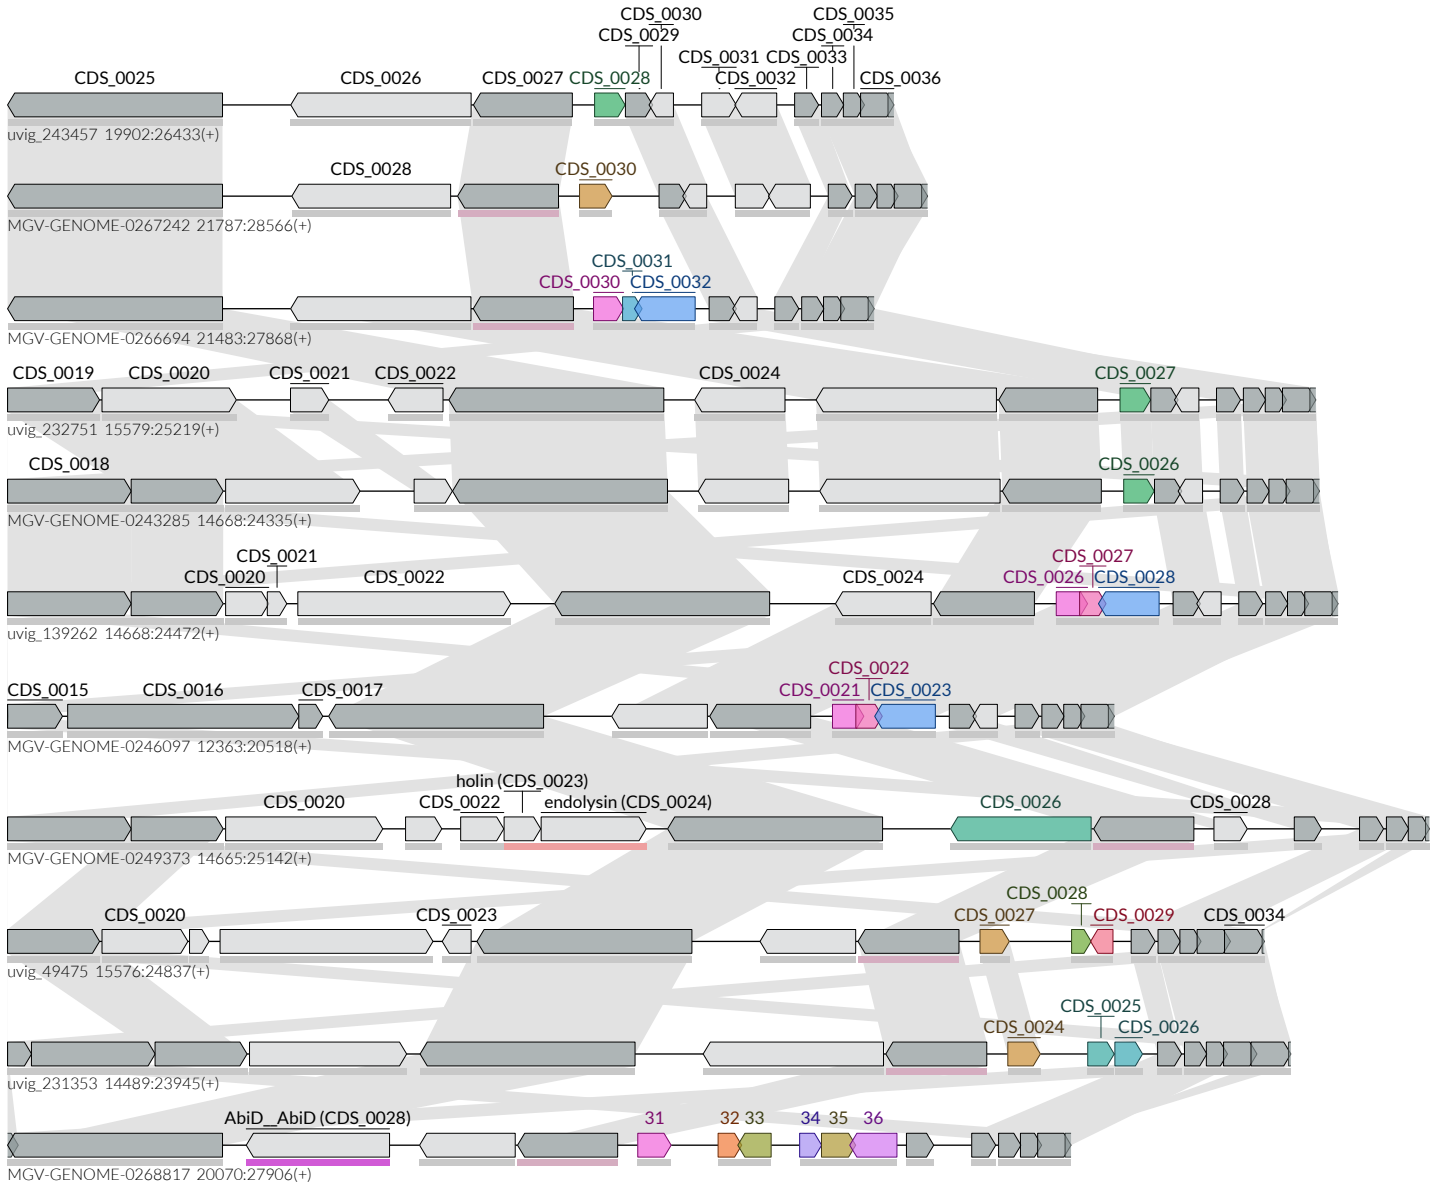 CDS_0030 CDS_0035
CDS_0029 CDS_0034
CDS_0031 CDS_0033
CDS_0025 CDS_0026 CDS_0027 CDS_0028 CDS_0032 CDS_0036
uvig_243457 19902:26433(+)
CDS_0028 CDS_0030
MGV-GENOME-0267242 21787:28566(+)
CDS_0031
CDS_0030 CDS_0032
MGV-GENOME-0266694 21483:27868(+)
CDS_0019 CDS_0020 CDS_0021 CDS_0022 CDS_0024 CDS_0027
uvig_232751 15579:25219(+)
CDS_0018 CDS_0026
MGV-GENOME-0243285 14668:24335(+)
CDS_0021 CDS_0027
CDS_0020 CDS_0022 CDS_0024 CDS_0026 CDS_0028
uvig_139262 14668:24472(+)
CDS_0022
CDS_0015 CDS_0016 CDS_0017 CDS_0021 CDS_0023
MGV-GENOME-0246097 12363:20518(+)
holin (CDS_0023)
CDS_0020 CDS_0022 endolysin (CDS_0024) CDS_0026 CDS_0028
MGV-GENOME-0249373 14665:25142(+)
CDS_0028
CDS_0020 CDS_0023 CDS_0027 CDS_0029 CDS_0034
uvig_49475 15576:24837(+)
CDS_0025
CDS_0024 CDS_0026
uvig_231353 14489:23945(+)
AbiD__AbiD (CDS_0028) 31 32 33 34 35 36
MGV-GENOME-0268817 20070:27906(+)